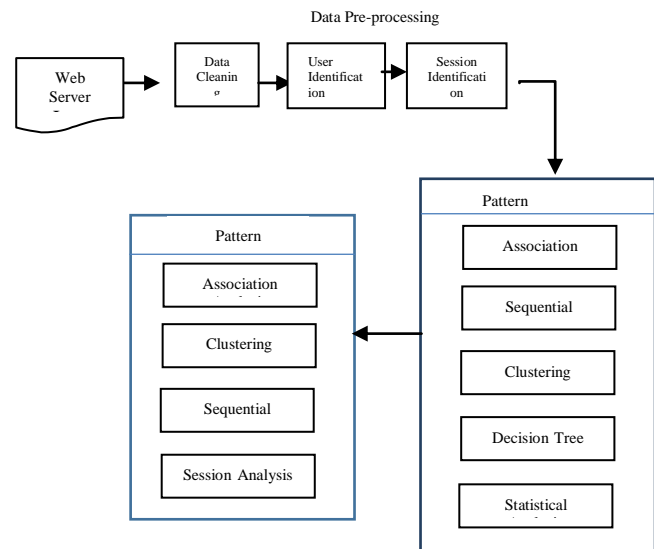 Data Pre-processing
Web
Server
Data
Cleanin
g
User
Identificat
ion
Session
Identificati
on
Pattern
Association
Sequential
Clustering
Decision Tree
Statistical
Pattern
Association
Clustering
Sequential
Session Analysis